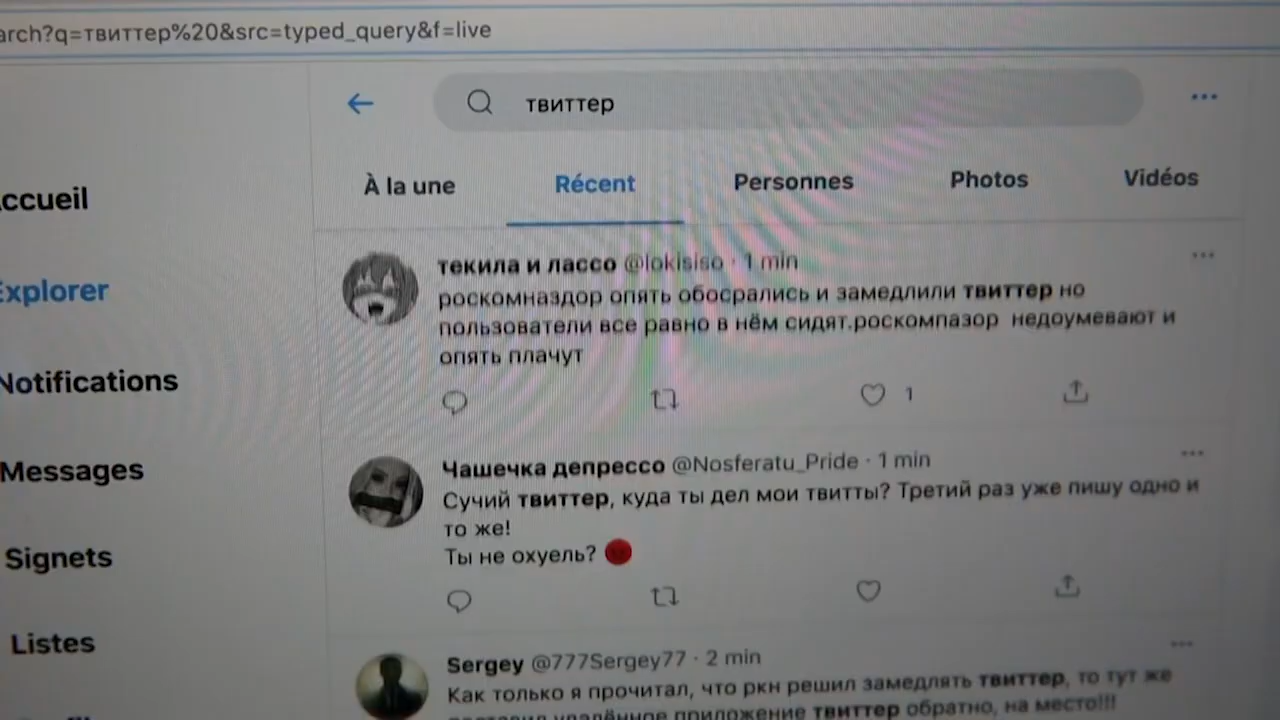 arch?q=твиттер%20&src=typed_query&f=live
твиттер
À la une Récent Personnes Photos Vidéos
ccueil
Explorer
Notifications
Messages
Signets
Listes
текила и лассо @lokisiso · 1 min
роскомназдор опять обосрались и замедлили твиттер но
пользователи все равно в нём сидят.роскомпазор недоумевают и
опять плачут
1
Чашечка депрессо @Nosferatu_Pride · 1 min
Сучий твиттер, куда ты дел мои твитты? Третий раз уже пишу одно и
то же!
Ты не охуель?
Sergey @777Sergey77 · 2 min
Как только я прочитал, что ркн решил замедлять твиттер, то тут же
удалённое приложение твиттер обратно, на место!!!